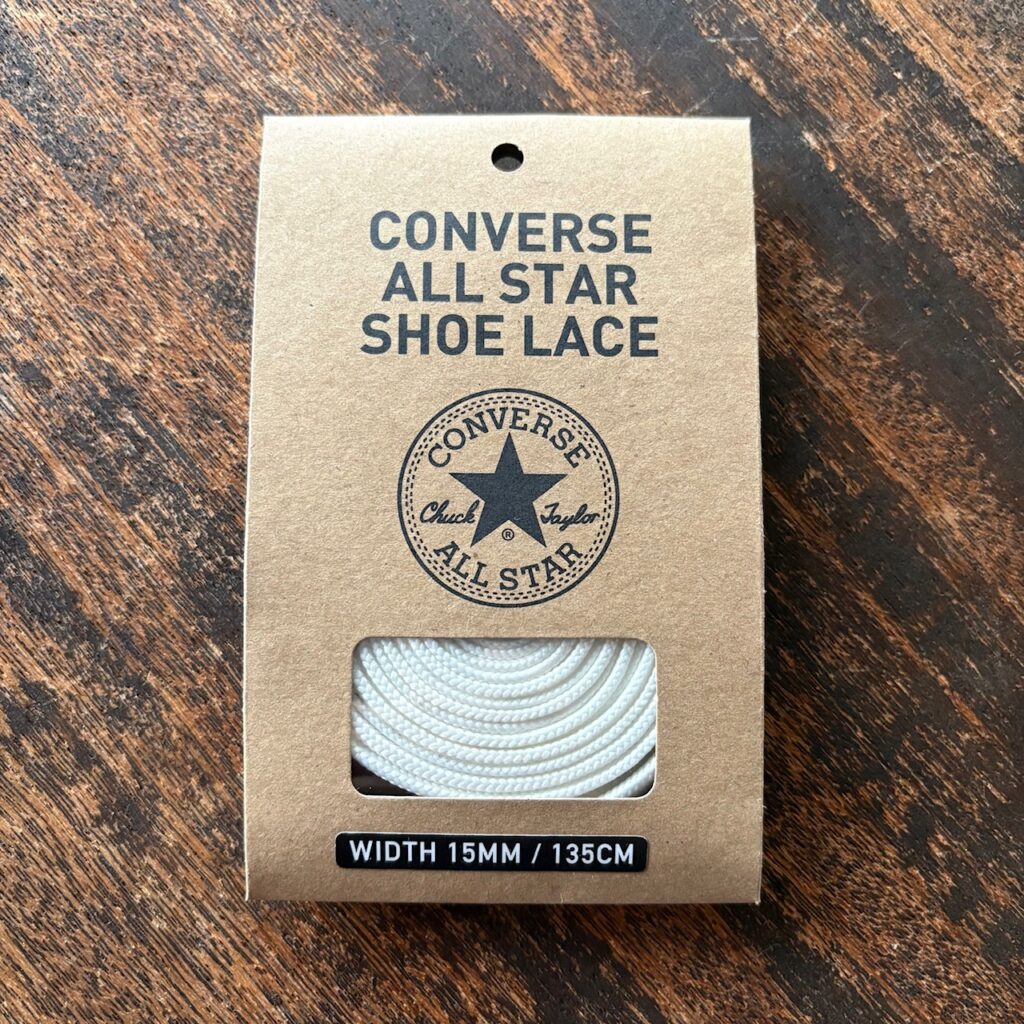 CONVERSE
ALL STAR
SHOE LACE
CONVERSE
Chuck Taylor
®
ALL STAR
WIDTH 15MM / 135CM